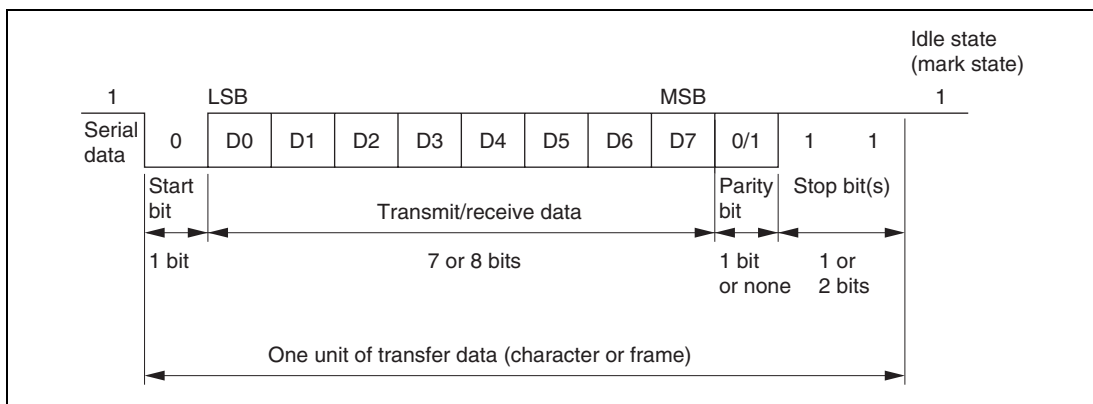 Idle state
(mark state)
1 LSB MSB 1
Serial
data
0 D0 D1 D2 D3 D4 D5 D6 D7 0/1 1 1
Start
bit
Transmit/receive data
Parity
bit
Stop bit(s)
1 bit
7 or 8 bits
1 bit
or none
1 or
2 bits
One unit of transfer data (character or frame)